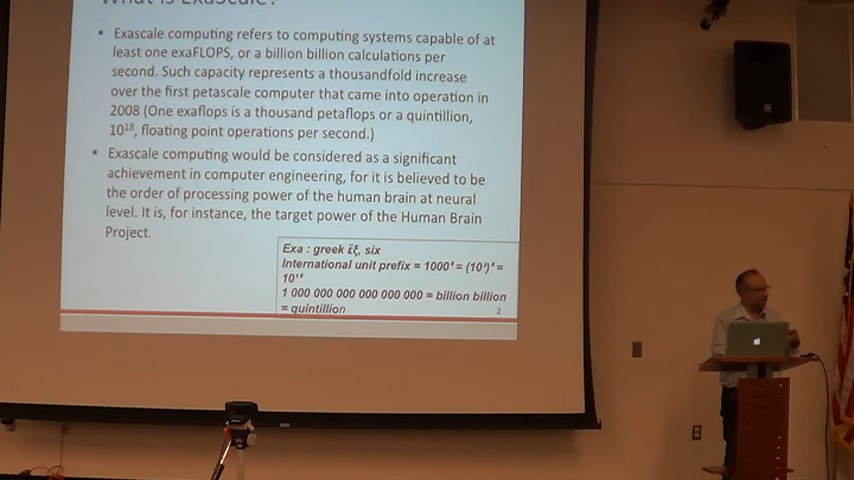 What is ExaScale?
Exascale computing refers to computing systems capable of at
least one exaFLOPS, or a billion billion calculations per
second. Such capacity represents a thousandfold increase
over the first petascale computer that came into operation in
2008 (One exaflops is a thousand petaflops or a quintillion,
10¹⁸, floating point operations per second.)
Exascale computing would be considered as a significant
achievement in computer engineering, for it is believed to be
the order of processing power of the human brain at neural
level. It is, for instance, the target power of the Human Brain
Project.
Exa : greek ἕξ, six
International unit prefix = 1000⁶ = (10³)⁶ =
10¹⁸
1 000 000 000 000 000 000 = billion billion
= quintillion
2